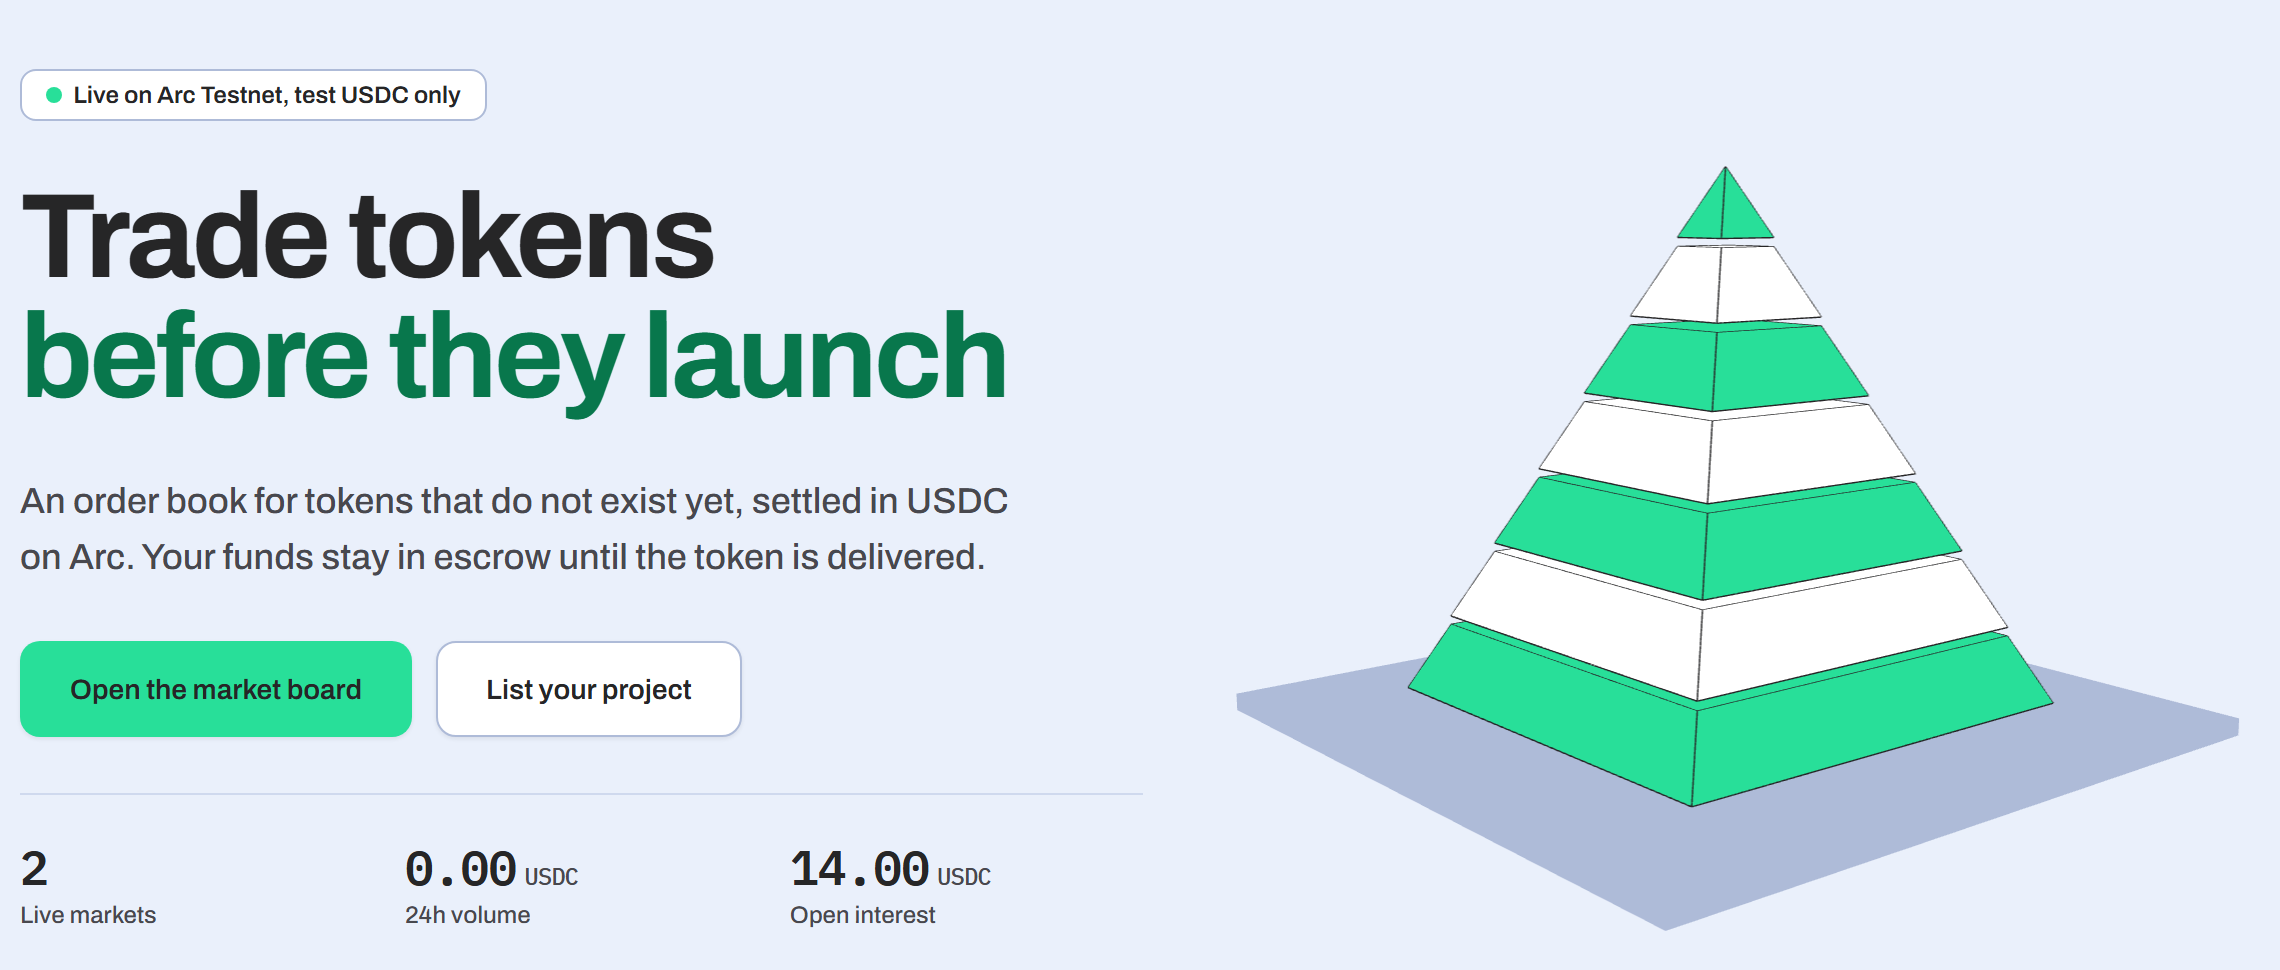 Live on Arc Testnet, test USDC only
Trade tokens
before they launch
An order book for tokens that do not exist yet, settled in USDC
on Arc. Your funds stay in escrow until the token is delivered.
Open the market board
List your project
2
Live markets
0.00 USDC
24h volume
14.00 USDC
Open interest